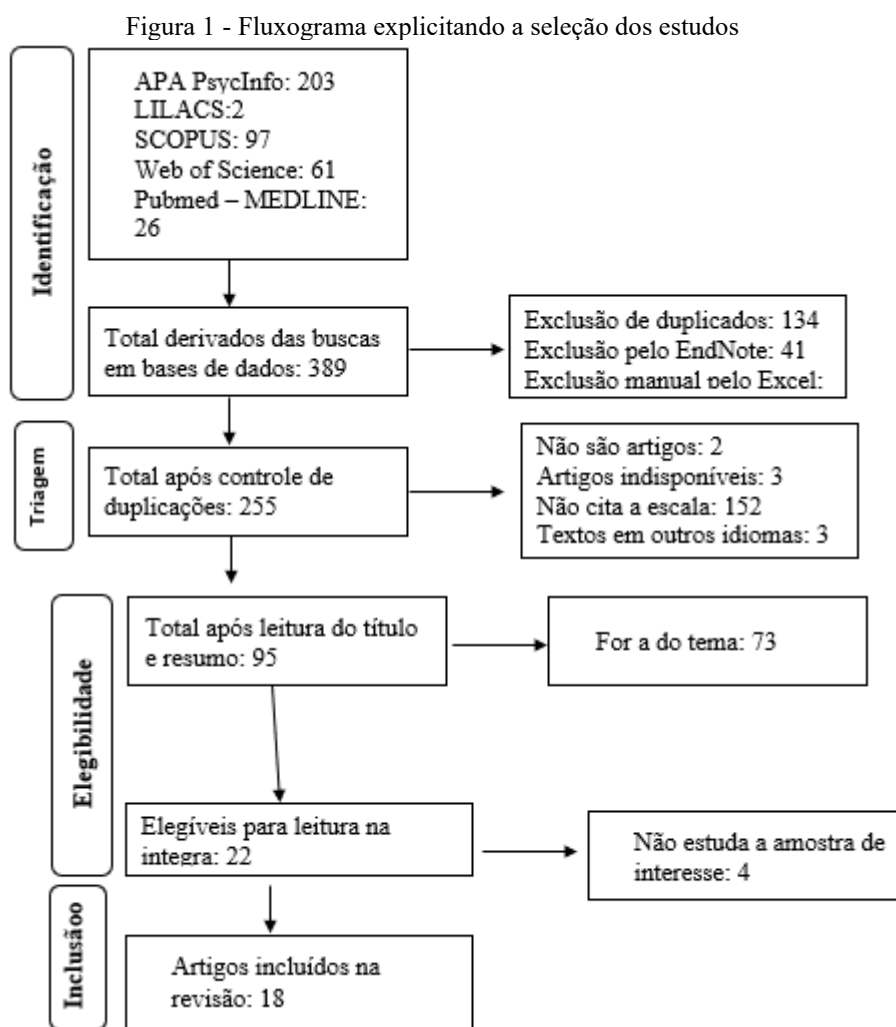 Figura 1 - Fluxograma explicitando a seleção dos estudos
Identificação
APA PsycInfo: 203
LILACS:2
SCOPUS: 97
Web of Science: 61
Pubmed – MEDLINE:
26
Total derivados das buscas
em bases de dados: 389
Exclusão de duplicados: 134
Exclusão pelo EndNote: 41
Exclusão manual pelo Excel:
Triagem
Total após controle de
duplicações: 255
Não são artigos: 2
Artigos indisponíveis: 3
Não cita a escala: 152
Textos em outros idiomas: 3
Elegibilidade
Total após leitura do título
e resumo: 95
For a do tema: 73
Elegíveis para leitura na
integra: 22
Não estuda a amostra de
interesse: 4
Inclusãoo
Artigos incluídos na
revisão: 18